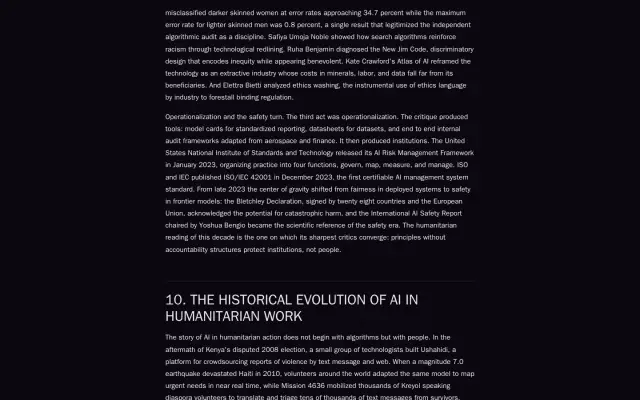 misclassified darker skinned women at error rates approaching 34.7 percent while the maximum
error rate for lighter skinned men was 0.8 percent, a single result that legitimized the independent
algorithmic audit as a discipline. Safiya Umoja Noble showed how search algorithms reinforce
racism through technological redlining. Ruha Benjamin diagnosed the New Jim Code, discriminatory
design that encodes inequity while appearing benevolent. Kate Crawford's Atlas of AI reframed the
technology as an extractive industry whose costs in minerals, labor, and data fall far from its
beneficiaries. And Elettra Bietti analyzed ethics washing, the instrumental use of ethics language
by industry to forestall binding regulation.
Operationalization and the safety turn. The third act was operationalization. The critique produced
tools: model cards for standardized reporting, datasheets for datasets, and end to end internal
audit frameworks adapted from aerospace and finance. It then produced institutions. The United
States National Institute of Standards and Technology released its AI Risk Management Framework
in January 2023, organizing practice into four functions, govern, map, measure, and manage. ISO
and IEC published ISO/IEC 42001 in December 2023, the first certifiable AI management system
standard. From late 2023 the center of gravity shifted from fairness in deployed systems to safety
in frontier models: the Bletchley Declaration, signed by twenty eight countries and the European
Union, acknowledged the potential for catastrophic harm, and the International AI Safety Report
chaired by Yoshua Bengio became the scientific reference of the safety era. The humanitarian
reading of this decade is the one on which its sharpest critics converge: principles without
accountability structures protect institutions, not people.
10. THE HISTORICAL EVOLUTION OF AI IN
HUMANITARIAN WORK
The story of AI in humanitarian action does not begin with algorithms but with people. In the
aftermath of Kenya's disputed 2008 election, a small group of technologists built Ushahidi, a
platform for crowdsourcing reports of violence by text message and web. When a magnitude 7.0
earthquake devastated Haiti in 2010, volunteers around the world adapted the same model to map
urgent needs in near real time, while Mission 4636 mobilized thousands of Kreyol speaking
diaspora volunteers to translate and triage tens of thousands of text messages from survivors.